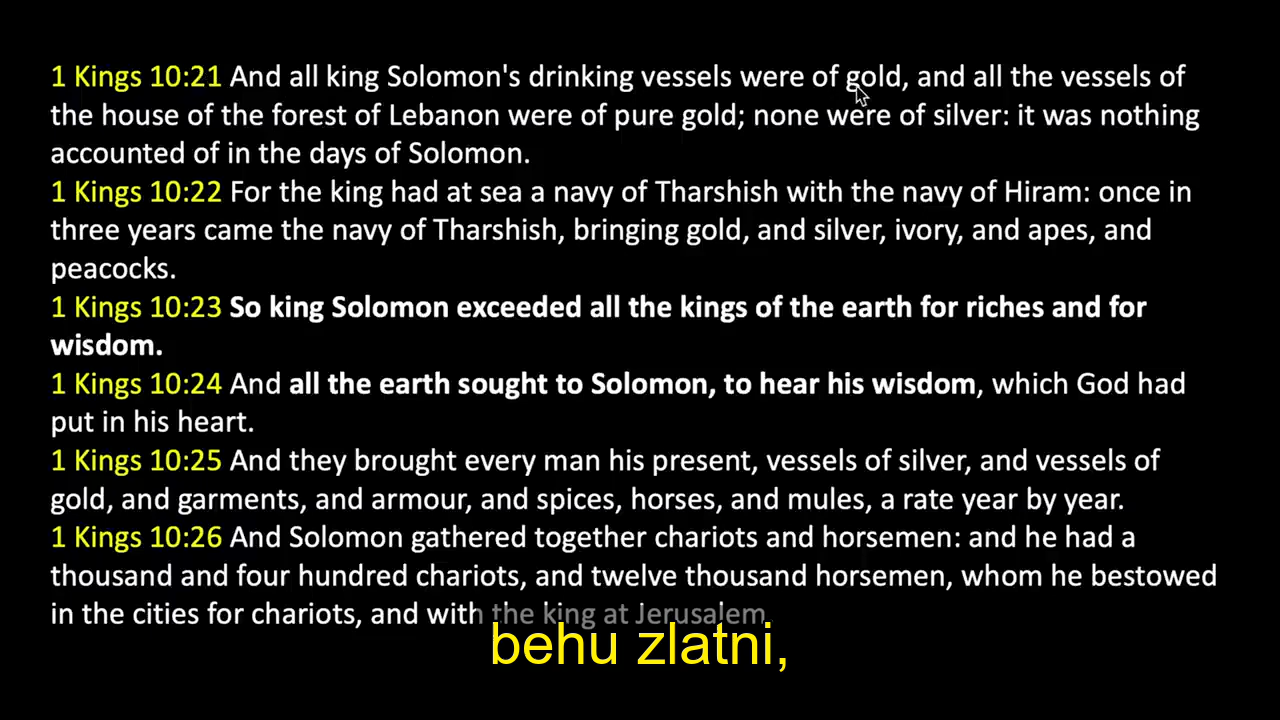 1 Kings 10:21 And all king Solomon's drinking vessels were of gold, and all the vessels of
the house of the forest of Lebanon were of pure gold; none were of silver: it was nothing
accounted of in the days of Solomon.
1 Kings 10:22 For the king had at sea a navy of Tharshish with the navy of Hiram: once in
three years came the navy of Tharshish, bringing gold, and silver, ivory, and apes, and
peacocks.
1 Kings 10:23 So king Solomon exceeded all the kings of the earth for riches and for
wisdom.
1 Kings 10:24 And all the earth sought to Solomon, to hear his wisdom, which God had
put in his heart.
1 Kings 10:25 And they brought every man his present, vessels of silver, and vessels of
gold, and garments, and armour, and spices, horses, and mules, a rate year by year.
1 Kings 10:26 And Solomon gathered together chariots and horsemen: and he had a
thousand and four hundred chariots, and twelve thousand horsemen, whom he bestowed
in the cities for chariots, and with the king at Jerusalem.
behu zlatni,